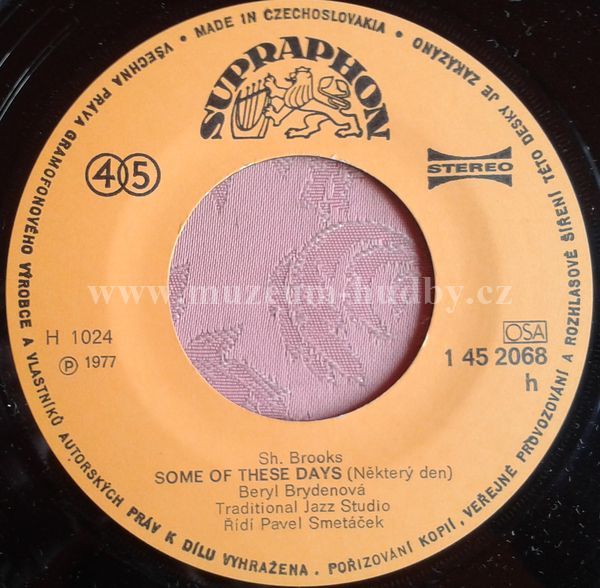 VŠECHNA PRÁVA GRAMOFONOVÉHO VÝROBCE A VLASTNÍKŮ AUTORSKÝCH PRÁV K DÍLU VYHRAŽENA. POŘIZOVÁNÍ KOPIÍ, VEŘEJNÉ PROVOZOVÁNÍ A ROZHLASOVÉ ŠÍŘENÍ TÉTO DESKY JE ZAKÁZÁNO • MADE IN CZECHOSLOVAKIA •
SUPRAPHON
45
STEREO
www.muzeum-hudby.cz
H 1024
℗ 1977
OSA
1 45 2068
h
Sh. Brooks
SOME OF THESE DAYS (Některý den)
Beryl Brydenová
Traditional Jazz Studio
Řídí Pavel Smetáček